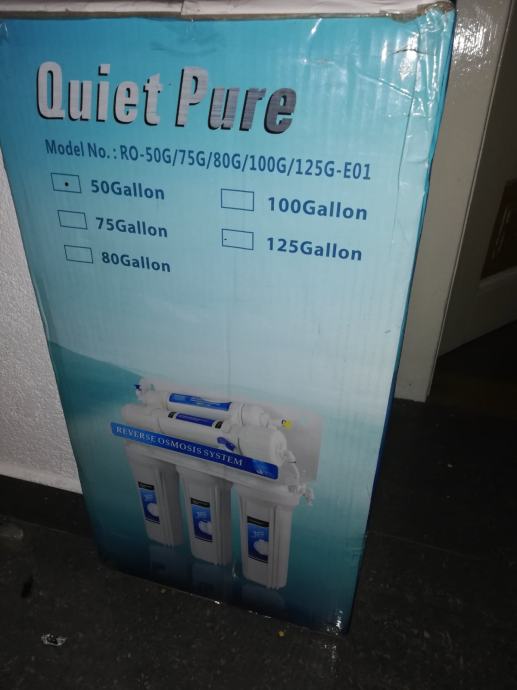 Quiet Pure
Model No.: RO-50G/75G/80G/100G/125G-E01
50Gallon
100Gallon
75Gallon
125Gallon
80Gallon
REVERSE OSMOSIS SYSTEM